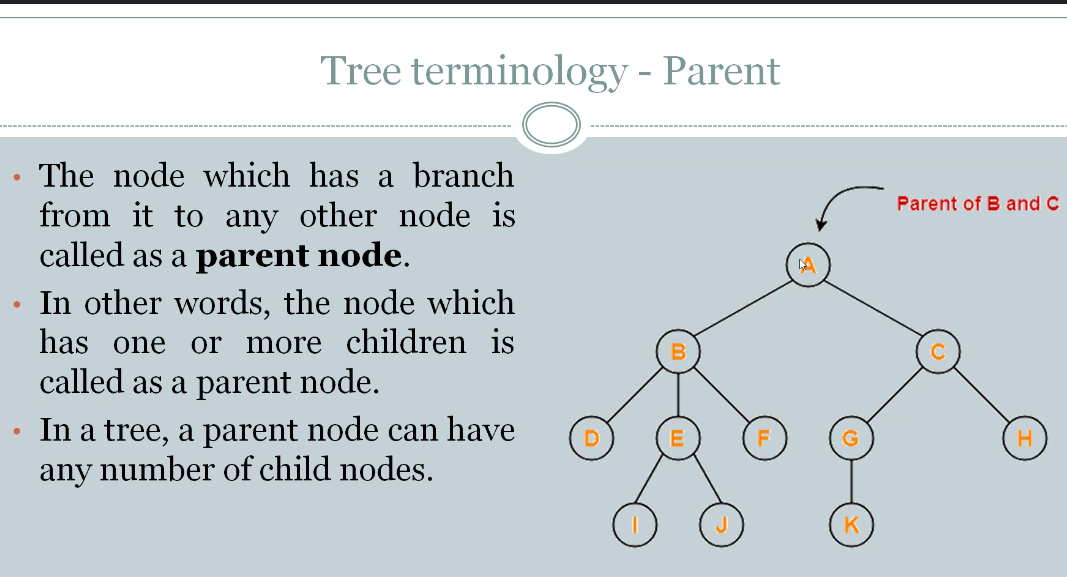 Tree terminology - Parent
• The node which has a branch
from it to any other node is
called as a parent node.
• In other words, the node which
has one or more children is
called as a parent node.
• In a tree, a parent node can have
any number of child nodes.
Parent of B and C
A
B C
D E F G H
I J K